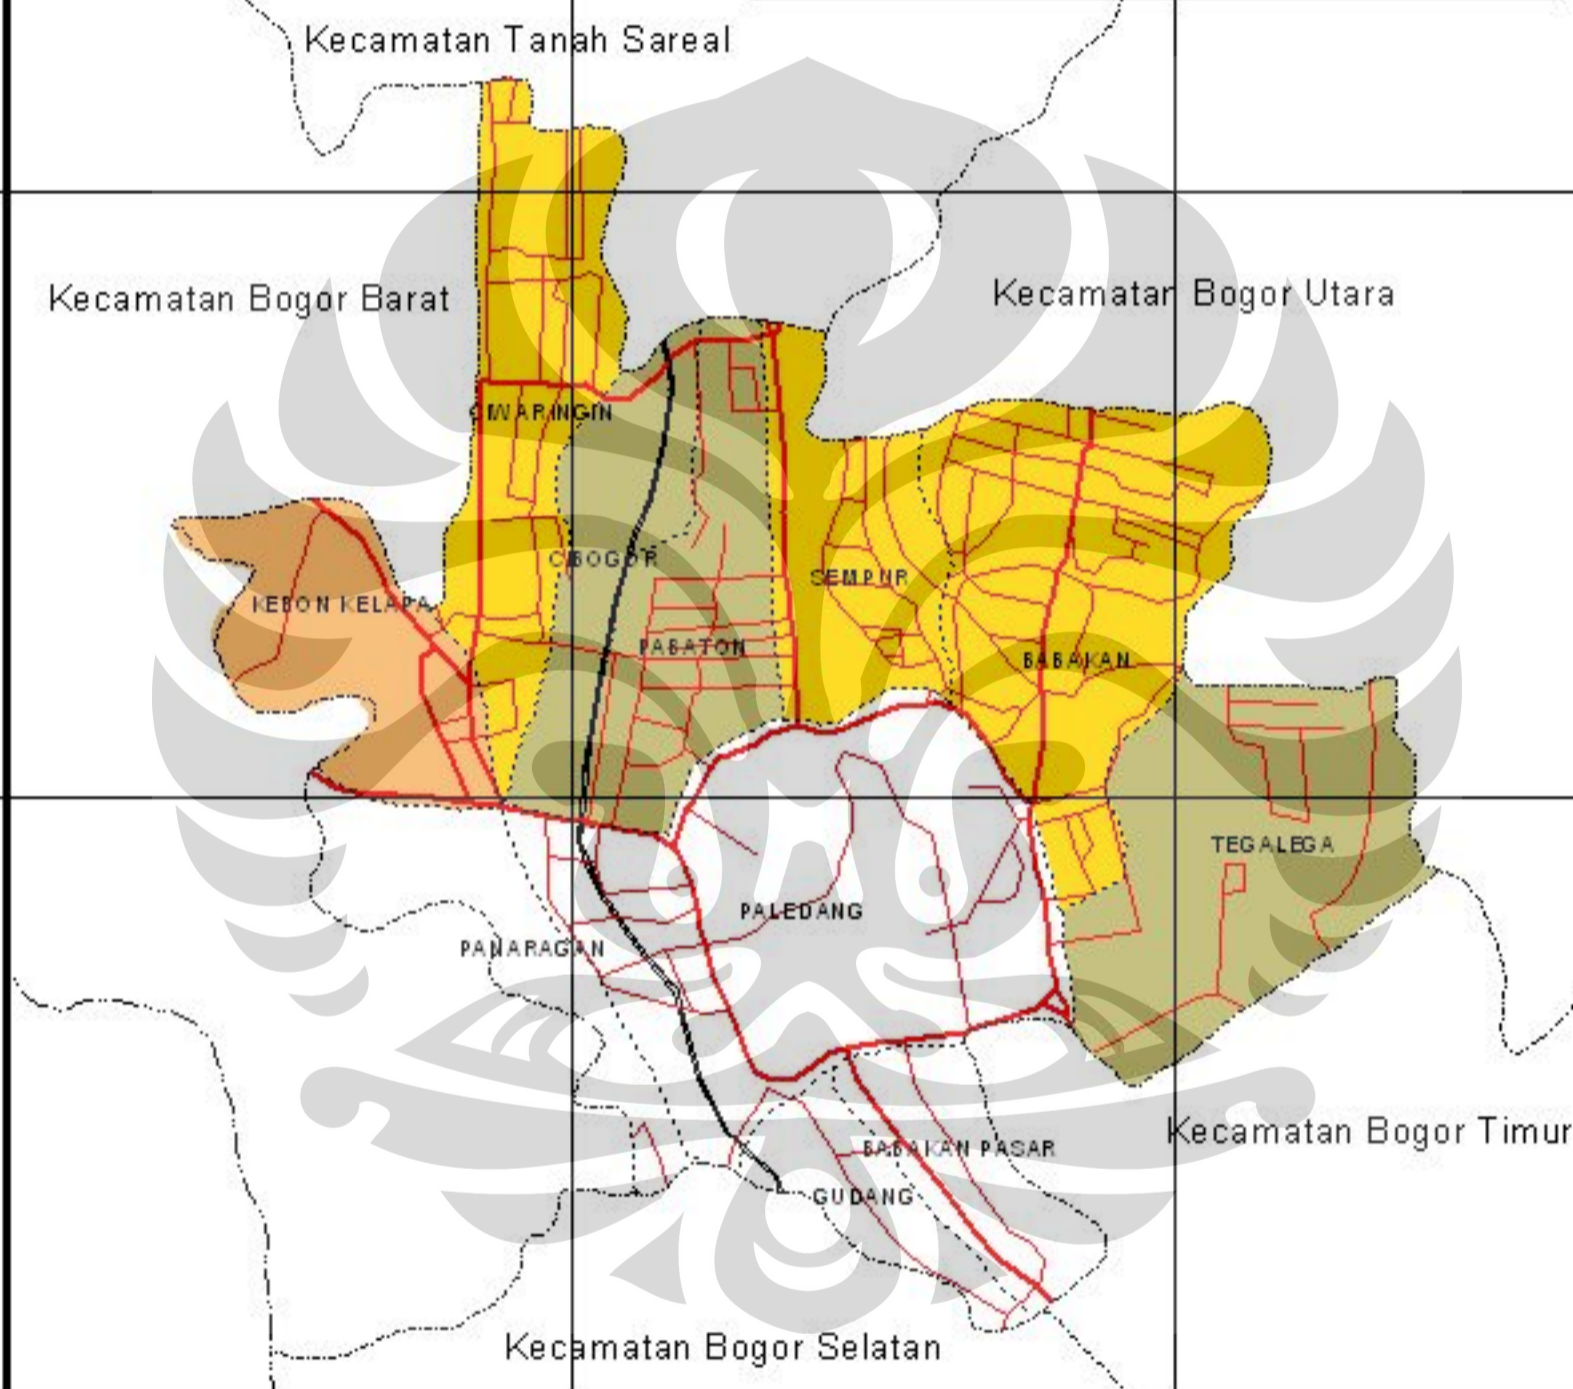 Kecamatan Tanah Sareal
Kecamatan Bogor Barat
Kecamatan Bogor Utara
CIWARINGIN
CIBOGOR
SEMPUR
KEBON KELAPA
PABATON
BABAKAN
TEGALEGA
PALEDANG
PANARAGAN
Kecamatan Bogor Timur
BABAKAN PASAR
GUDANG
Kecamatan Bogor Selatan